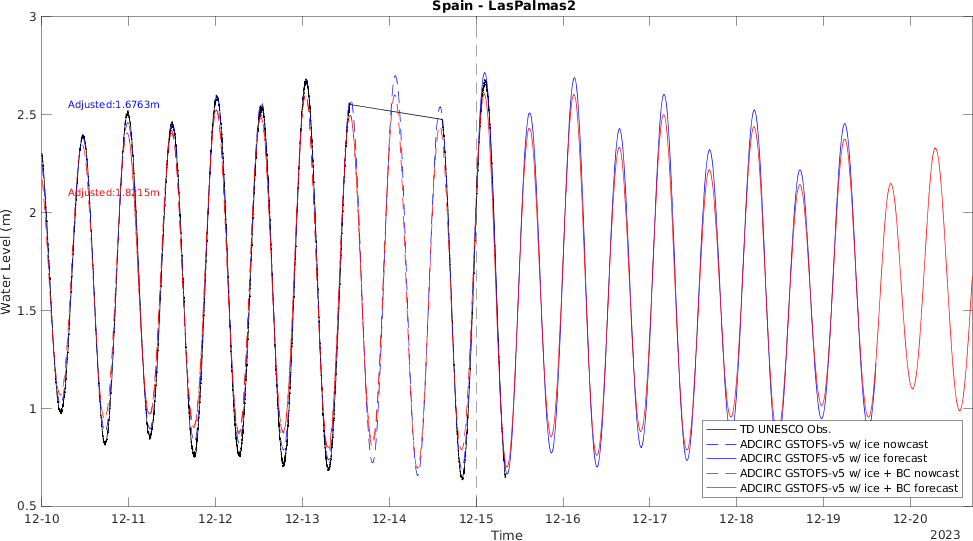 Spain - LasPalmas2
3
2.5
2
1.5
1
0.5
Water Level (m)
Adjusted:1.6763m
Adjusted:1.8215m
TD UNESCO Obs.
ADCIRC GSTOFS-v5 w/ ice nowcast
ADCIRC GSTOFS-v5 w/ ice forecast
ADCIRC GSTOFS-v5 w/ ice + BC nowcast
ADCIRC GSTOFS-v5 w/ ice + BC forecast
12-10 12-11 12-12 12-13 12-14 12-15 12-16 12-17 12-18 12-19 12-20
Time
2023